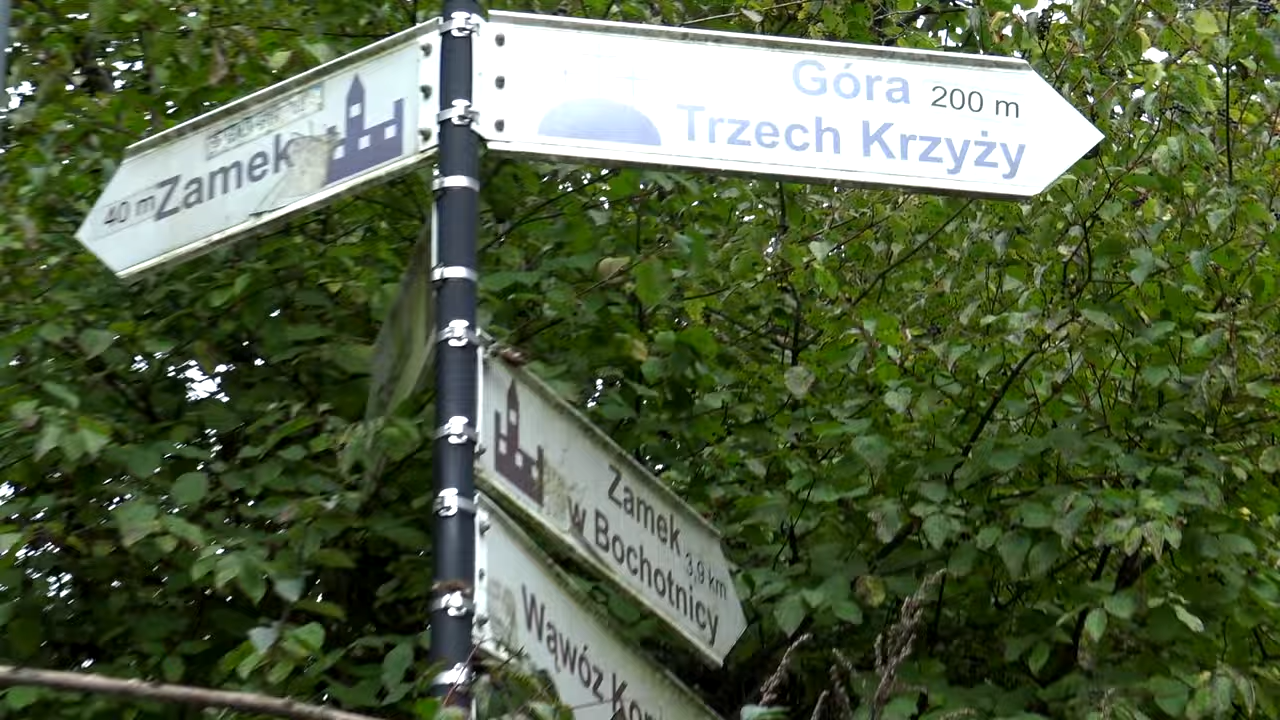 40 m Zamek
Góra 200 m
Trzech Krzyży
Zamek
w Bochotnicy 3,9 km
Wąwóz